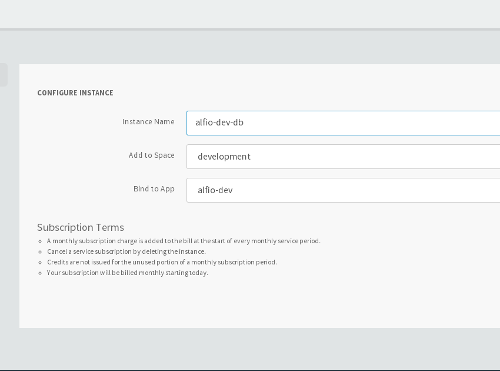 CONFIGURE INSTANCE
Instance Name
alfio-dev-db
Add to Space
development
Bind to App
alfio-dev
Subscription Terms
A monthly subscription charge is added to the bill at the start of every monthly service period.
Cancel a service subscription by deleting the instance.
Credits are not issued for the unused portion of a monthly subscription period.
Your subscription will be billed monthly starting today.